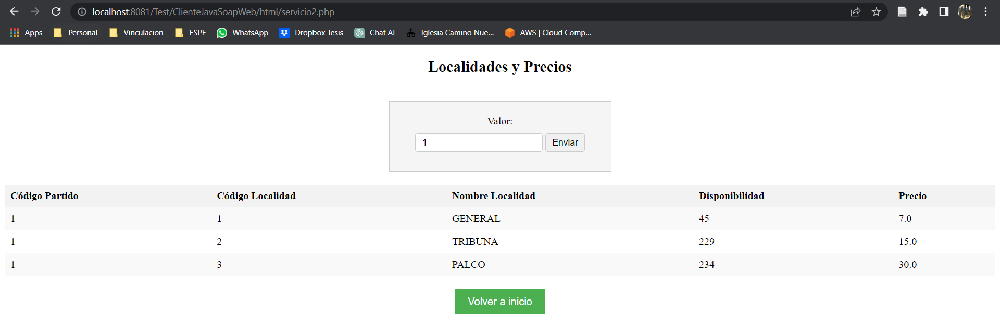 localhost:8081/Test/ClienteJavaSoapWeb/html/servicio2.php
Apps Personal Vinculacion ESPE WhatsApp Dropbox Tesis Chat AI Iglesia Camino Nue... AWS | Cloud Comp...
Localidades y Precios
Valor:
1 Enviar
Código Partido Código Localidad Nombre Localidad Disponibilidad Precio
1 1 GENERAL 45 7.0
1 2 TRIBUNA 229 15.0
1 3 PALCO 234 30.0
Volver a inicio